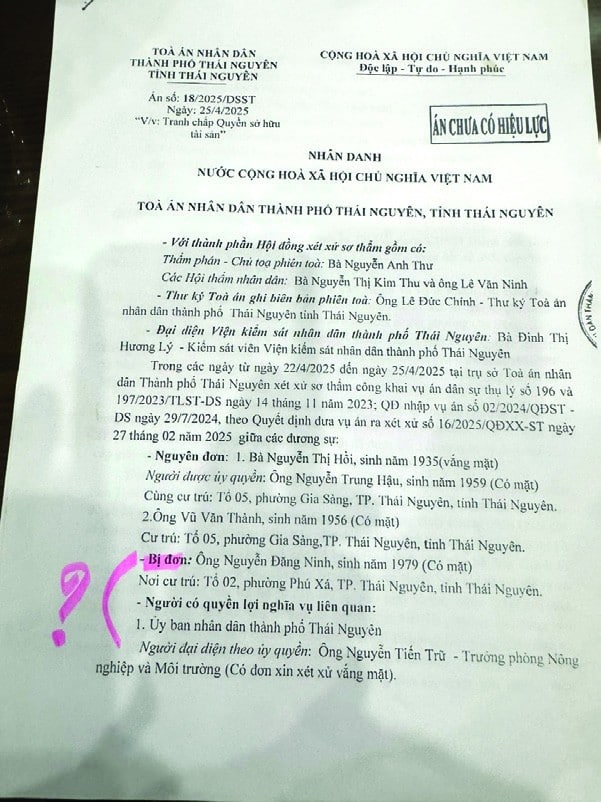 TOÀ ÁN NHÂN DÂN
THÀNH PHỐ THÁI NGUYÊN
TỈNH THÁI NGUYÊN
CỘNG HOÀ XÃ HỘI CHỦ NGHĨA VIỆT NAM
Độc lập - Tự do - Hạnh phúc
Án số: 18/2025/DSST
Ngày: 25/4/2025
"V/v: Tranh chấp Quyền sở hữu
tài sản"
ÁN CHƯA CÓ HIỆU LỰC
NHÂN DANH
NƯỚC CỘNG HOÀ XÃ HỘI CHỦ NGHĨA VIỆT NAM
TOÀ ÁN NHÂN DÂN THÀNH PHỐ THÁI NGUYÊN, TỈNH THÁI NGUYÊN
- Với thành phần Hội đồng xét xử sơ thẩm gồm có:
Thẩm phán - Chủ toạ phiên toà: Bà Nguyễn Anh Thư
Các Hội thẩm nhân dân: Bà Nguyễn Thị Kim Thu và ông Lê Văn Ninh
- Thư ký Toà án ghi biên bản phiên toà: Ông Lê Đức Chính - Thư ký Toà án
nhân dân thành phố Thái Nguyên tỉnh Thái Nguyên.
- Đại diện Viện kiểm sát nhân dân thành phố Thái Nguyên: Bà Đinh Thị
Hương Lý - Kiểm sát viên Viện kiểm sát nhân dân thành phố Thái Nguyên
Trong các ngày từ ngày 22/4/2025 đến ngày 25/4/2025 tại trụ sở Toà án nhân
dân Thành phố Thái Nguyên xét xử sơ thẩm công khai vụ án dân sự thụ lý số 196 và
197/2023/TLST-DS ngày 14 tháng 11 năm 2023; QĐ nhập vụ án số 02/2024/QĐST -
DS ngày 29/7/2024, theo Quyết định đưa vụ án ra xét xử số 16/2025/QĐXX-ST ngày
27 tháng 02 năm 2025 giữa các đương sự:
- Nguyên đơn: 1. Bà Nguyễn Thị Hồi, sinh năm 1935(vắng mặt)
Người được ủy quyền: Ông Nguyễn Trung Hậu, sinh năm 1959 (Có mặt)
Cùng cư trú: Tổ 05, phường Gia Sàng, TP. Thái Nguyên, tỉnh Thái Nguyên.
2.Ông Vũ Văn Thành, sinh năm 1956 (Có mặt)
Cư trú: Tổ 05, phường Gia Sàng,TP. Thái Nguyên, tỉnh Thái Nguyên.
- Bị đơn: Ông Nguyễn Đăng Ninh, sinh năm 1979 (Có mặt)
Nơi cư trú: Tổ 02, phường Phú Xá, TP. Thái Nguyên, tỉnh Thái Nguyên.
- Người có quyền lợi nghĩa vụ liên quan:
1. Ủy ban nhân dân thành phố Thái Nguyên
Người đại diện theo ủy quyền: Ông Nguyễn Tiến Trữ - Trưởng phòng Nông
nghiệp và Môi trường (Có đơn xin xét xử vắng mặt).
?